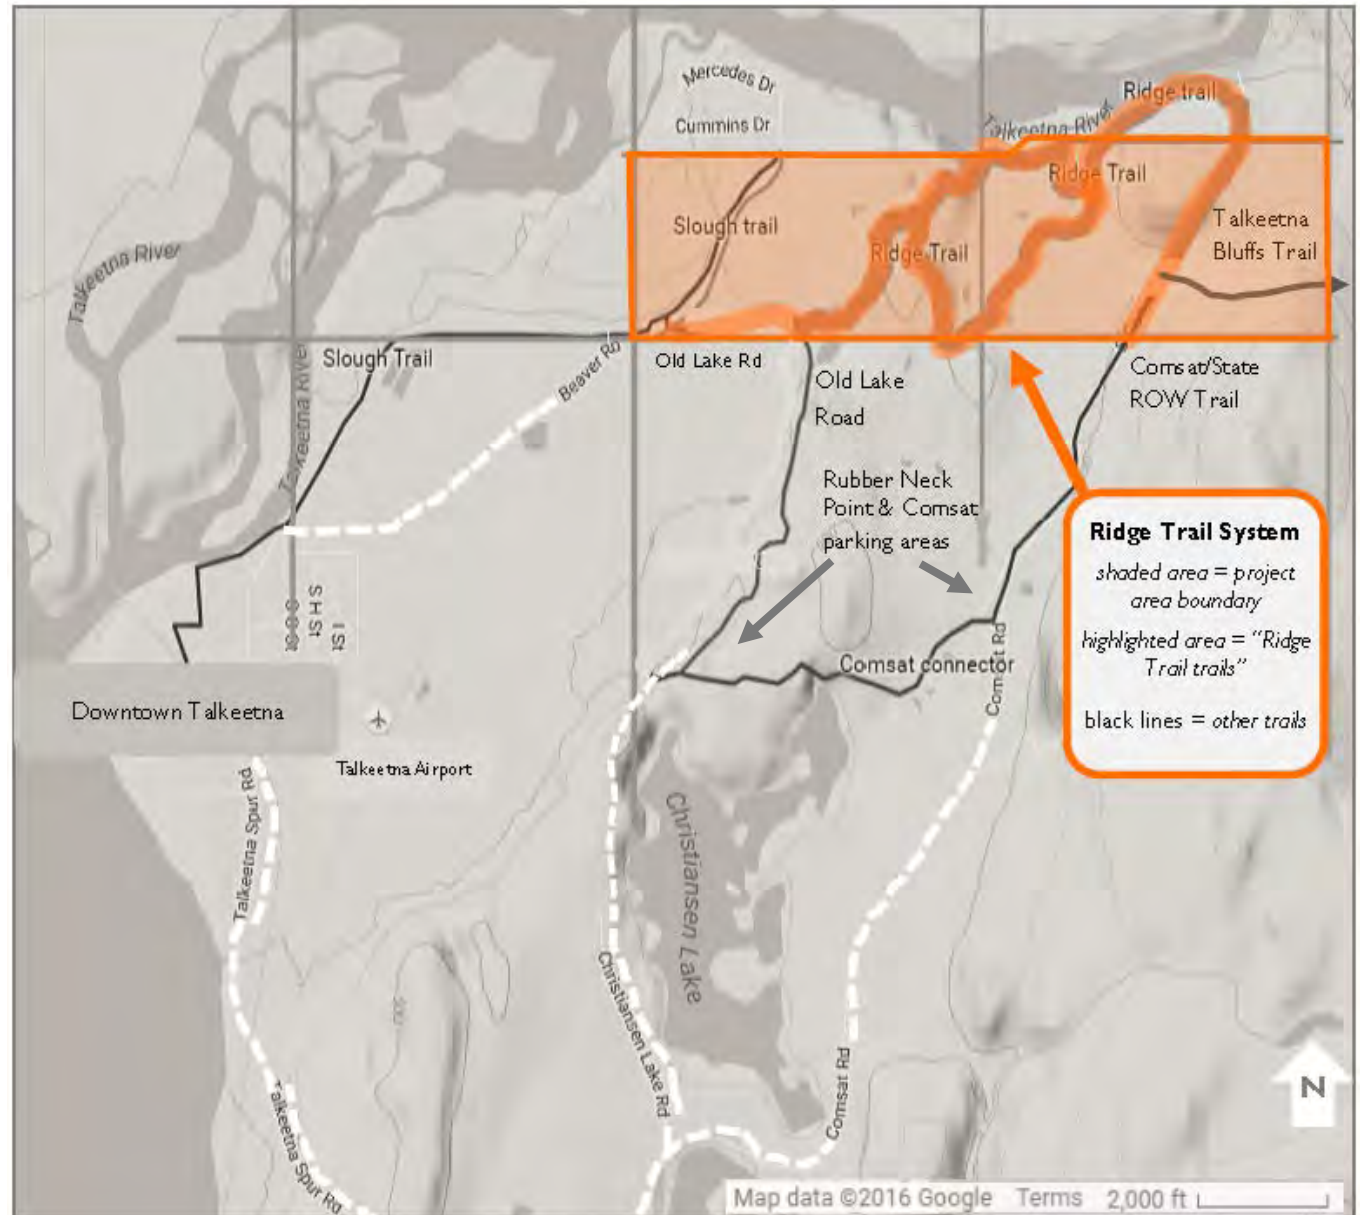 Mercedes Dr
Cummins Dr
Ridge trail
Talkeetna River
Ridge Trail
Slough trail
Talkeetna
Bluffs Trail
Ridge Trail
Talkeetna River
Slough Trail
Beaver Rd
Old Lake Rd
Old Lake
Road
Comsat/State
ROW Trail
Talkeetna River
Rubber Neck
Point & Comsat
parking areas
Ridge Trail System
shaded area = project
area boundary
highlighted area = "Ridge
Trail trails"
black lines = other trails
S H St
I St
Comsat connector
Comsat Rd
Downtown Talkeetna
Talkeetna Airport
Talkeetna Spur Rd
Christiansen Lake
Christiansen Lake Rd
Comsat Rd
Talkeetna Spur Rd
N
Map data ©2016 Google Terms 2,000 ft